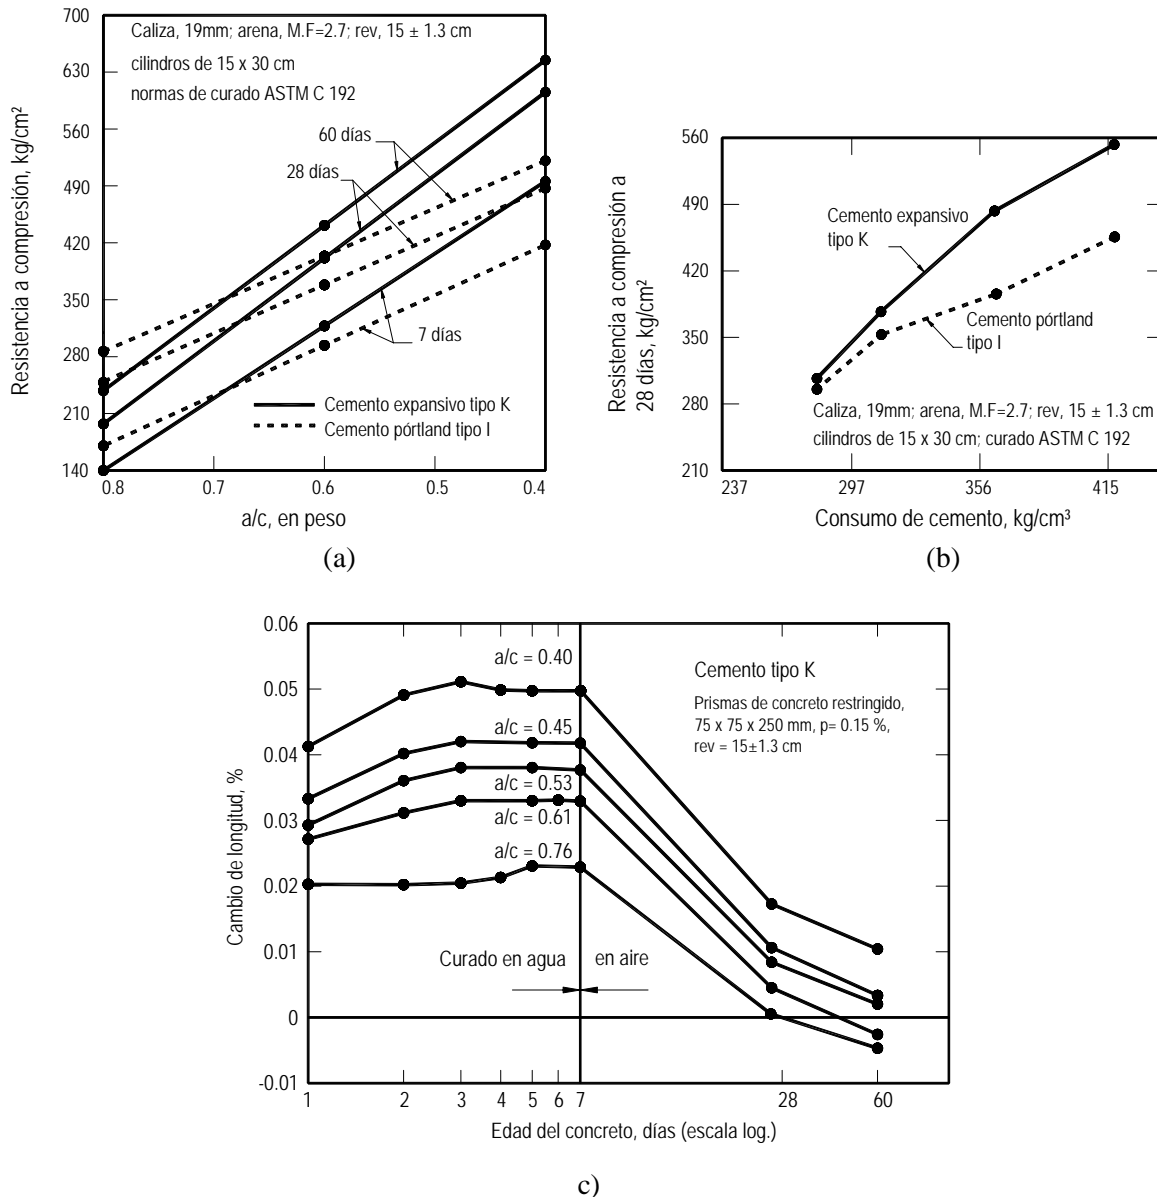 700
630
560
490
420
350
280
210
140
Resistencia a compresión, kg/cm²
Caliza, 19mm; arena, M.F=2.7; rev, 15 ± 1.3 cm
cilindros de 15 x 30 cm
normas de curado ASTM C 192
60 días
28 días
7 días
Cemento expansivo tipo K
Cemento pórtland tipo I
0.8 0.7 0.6 0.5 0.4
a/c, en peso
(a)
560
490
420
350
280
210
Resistencia a compresión a
28 días, kg/cm²
Cemento expansivo
tipo K
Cemento pórtland
tipo I
Caliza, 19mm; arena, M.F=2.7; rev, 15 ± 1.3 cm
cilindros de 15 x 30 cm; curado ASTM C 192
237 297 356 415
Consumo de cemento, kg/cm³
(b)
0.06
0.05
0.04
0.03
0.02
0.01
0
-0.01
Cambio de longitud, %
a/c = 0.40
a/c = 0.45
a/c = 0.53
a/c = 0.61
a/c = 0.76
Cemento tipo K
Prismas de concreto restringido,
75 x 75 x 250 mm, p= 0.15 %,
rev = 15±1.3 cm
Curado en agua
en aire
1 2 3 4 5 6 7 28 60
Edad del concreto, días (escala log.)
c)